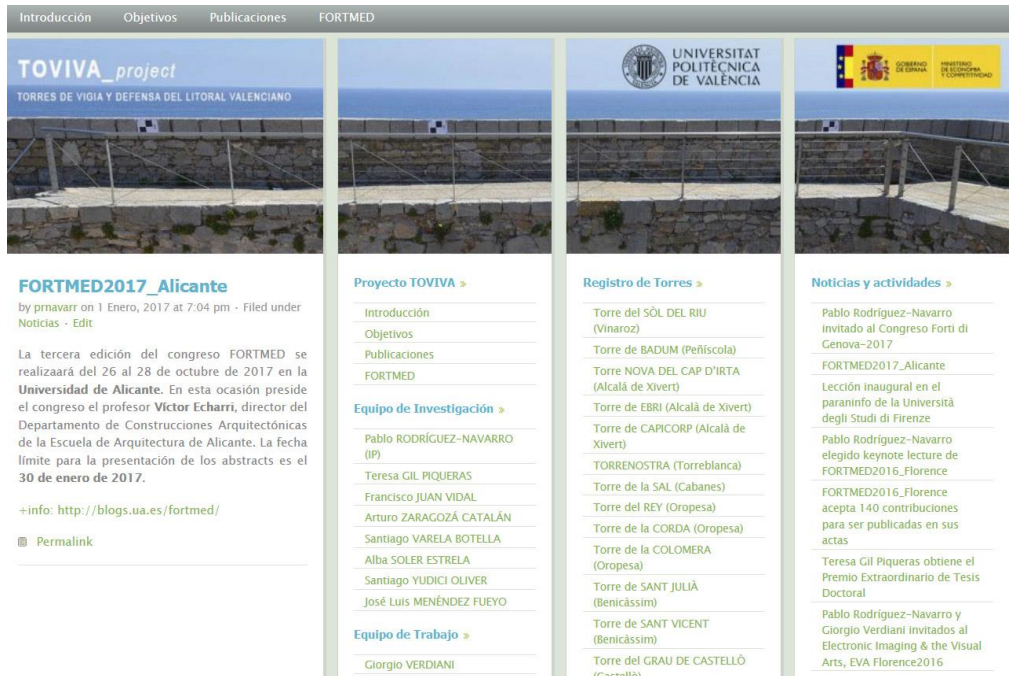 Introducción Objetivos Publicaciones FORTMED
TOVIVA_project
TORRES DE VIGIA Y DEFENSA DEL LITORAL VALENCIANO
UNIVERSITAT
POLITÈCNICA
DE VALÈNCIA
GOBIERNO
DE ESPAÑA
MINISTERIO
DE ECONOMÍA
Y COMPETITIVIDAD
FORTMED2017_Alicante
by prnavarr on 1 Enero, 2017 at 7:04 pm · Filed under
Noticias · Edit
La tercera edición del congreso FORTMED se
realizaará del 26 al 28 de octubre de 2017 en la
Universidad de Alicante. En esta ocasión preside
el congreso el profesor Víctor Echarri, director del
Departamento de Construcciones Arquitectónicas
de la Escuela de Arquitectura de Alicante. La fecha
límite para la presentación de los abstracts es el
30 de enero de 2017.
+info: http://blogs.ua.es/fortmed/
Permalink
Proyecto TOVIVA »
Introducción
Objetivos
Publicaciones
FORTMED
Equipo de Investigación »
Pablo RODRÍGUEZ-NAVARRO
(IP)
Teresa GIL PIQUERAS
Francisco JUAN VIDAL
Arturo ZARAGOZÁ CATALÁN
Santiago VARELA BOTELLA
Alba SOLER ESTRELA
Santiago YUDICI OLIVER
José Luis MENÉNDEZ FUEYO
Equipo de Trabajo »
Giorgio VERDIANI
Registro de Torres »
Torre del SÒL DEL RIU
(Vinaroz)
Torre de BADUM (Peñíscola)
Torre NOVA DEL CAP D'IRTA
(Alcalá de Xivert)
Torre de EBRI (Alcalá de Xivert)
Torre de CAPICORP (Alcalá de
Xivert)
TORRENOSTRA (Torreblanca)
Torre de la SAL (Cabanes)
Torre del REY (Oropesa)
Torre de la CORDA (Oropesa)
Torre de la COLOMERA
(Oropesa)
Torre de SANT JULIÀ
(Benicàssim)
Torre de SANT VICENT
(Benicàssim)
Torre del GRAU DE CASTELLÒ
(Castellò)
Noticias y actividades »
Pablo Rodríguez-Navarro
invitado al Congreso Forti di
Genova-2017
FORTMED2017_Alicante
Lección inaugural en el
paraninfo de la Università
degli Studi di Firenze
Pablo Rodríguez-Navarro
elegido keynote lecture de
FORTMED2016_Florence
FORTMED2016_Florence
acepta 140 contribuciones
para ser publicadas en sus
actas
Teresa Gil Piqueras obtiene el
Premio Extraordinario de Tesis
Doctoral
Pablo Rodríguez-Navarro y
Giorgio Verdiani invitados al
Electronic Imaging & the Visual
Arts, EVA Florence2016